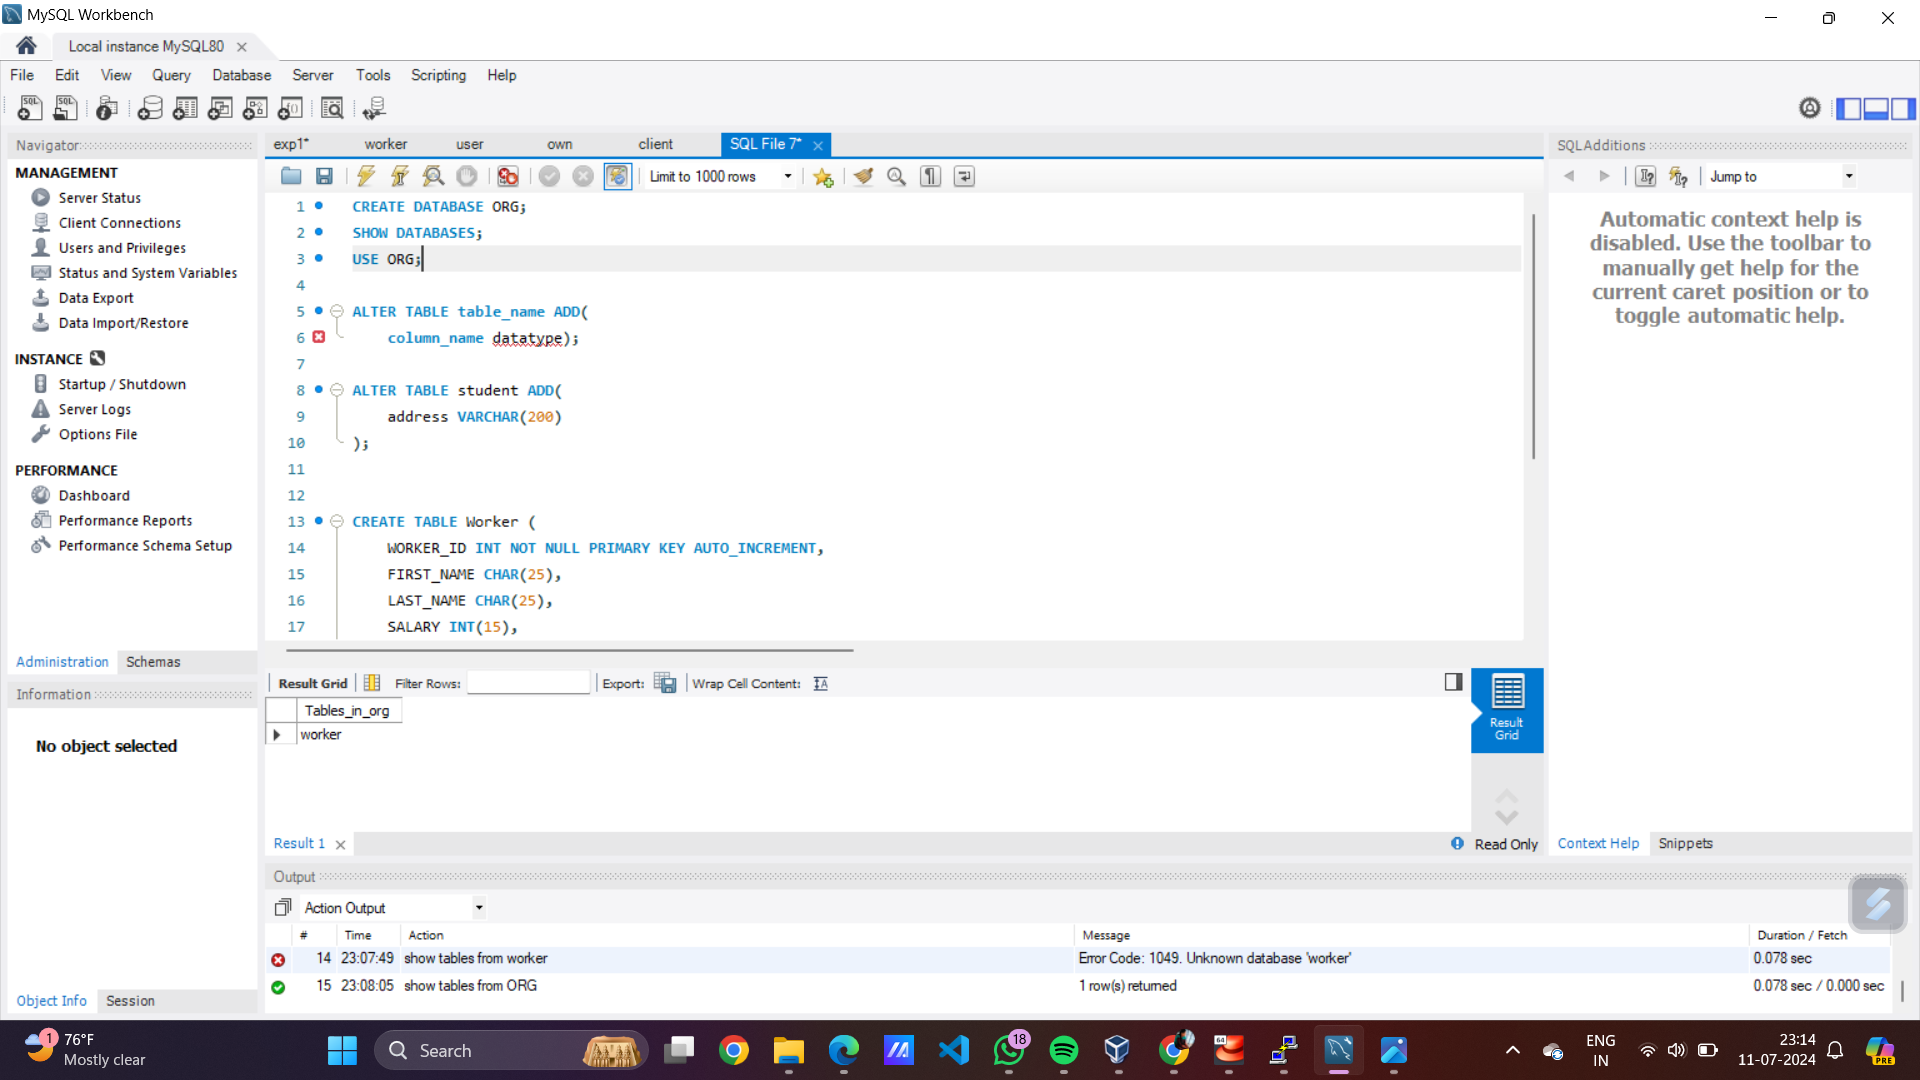 MySQL Workbench
Local instance MySQL80
File Edit View Query Database Server Tools Scripting Help
Navigator
MANAGEMENT
Server Status
Client Connections
Users and Privileges
Status and System Variables
Data Export
Data Import/Restore
INSTANCE
Startup / Shutdown
Server Logs
Options File
PERFORMANCE
Dashboard
Performance Reports
Performance Schema Setup
Administration Schemas
Information
No object selected
Object Info Session
exp1* worker user own client SQL File 7*
Limit to 1000 rows
1 CREATE DATABASE ORG;
2 SHOW DATABASES;
3 USE ORG;
4
5 ALTER TABLE table_name ADD(
6 column_name datatype);
7
8 ALTER TABLE student ADD(
9 address VARCHAR(200)
10 );
11
12
13 CREATE TABLE Worker (
14 WORKER_ID INT NOT NULL PRIMARY KEY AUTO_INCREMENT,
15 FIRST_NAME CHAR(25),
16 LAST_NAME CHAR(25),
17 SALARY INT(15),
Result Grid Filter Rows: Export: Wrap Cell Content:
Tables_in_org
worker
Result
Grid
Result 1
Read Only
SQLAdditions
Jump to
Automatic context help is
disabled. Use the toolbar to
manually get help for the
current caret position or to
toggle automatic help.
Context Help Snippets
Output
Action Output
# Time Action Message Duration / Fetch
14 23:07:49 show tables from worker Error Code: 1049. Unknown database 'worker' 0.078 sec
15 23:08:05 show tables from ORG 1 row(s) returned 0.078 sec / 0.000 sec
1
76°F
Mostly clear
Search
18
64
ENG
IN
23:14
11-07-2024
PRE